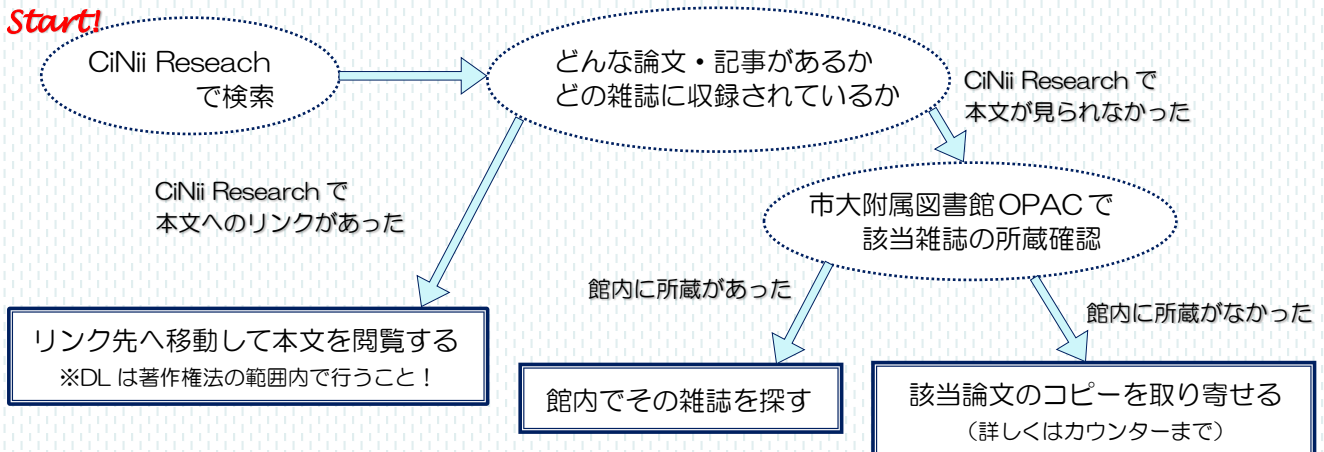 Start!
CiNii Reseach
で検索
どんな論文・記事があるか
どの雑誌に収録されているか
CiNii Research で
本文が見られなかった
CiNii Research で
本文へのリンクがあった
市大附属図書館OPACで
該当雑誌の所蔵確認
館内に所蔵があった
館内に所蔵がなかった
リンク先へ移動して本文を閲覧する
※DL は著作権法の範囲内で行うこと！
館内でその雑誌を探す
該当論文のコピーを取り寄せる
（詳しくはカウンターまで）